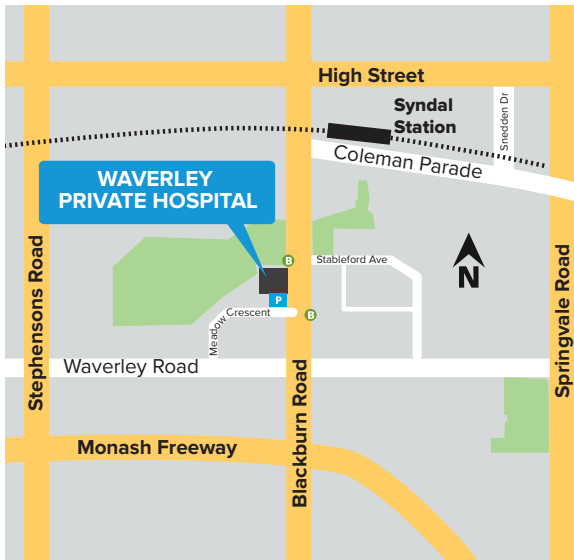 High Street
Syndal
Station
Snedden Dr
Coleman Parade
WAVERLEY
PRIVATE HOSPITAL
Stephensons Road
B
Stableford Ave
N
P
Meadow
Crescent
B
Springvale Road
Waverley Road
Blackburn Road
Monash Freeway